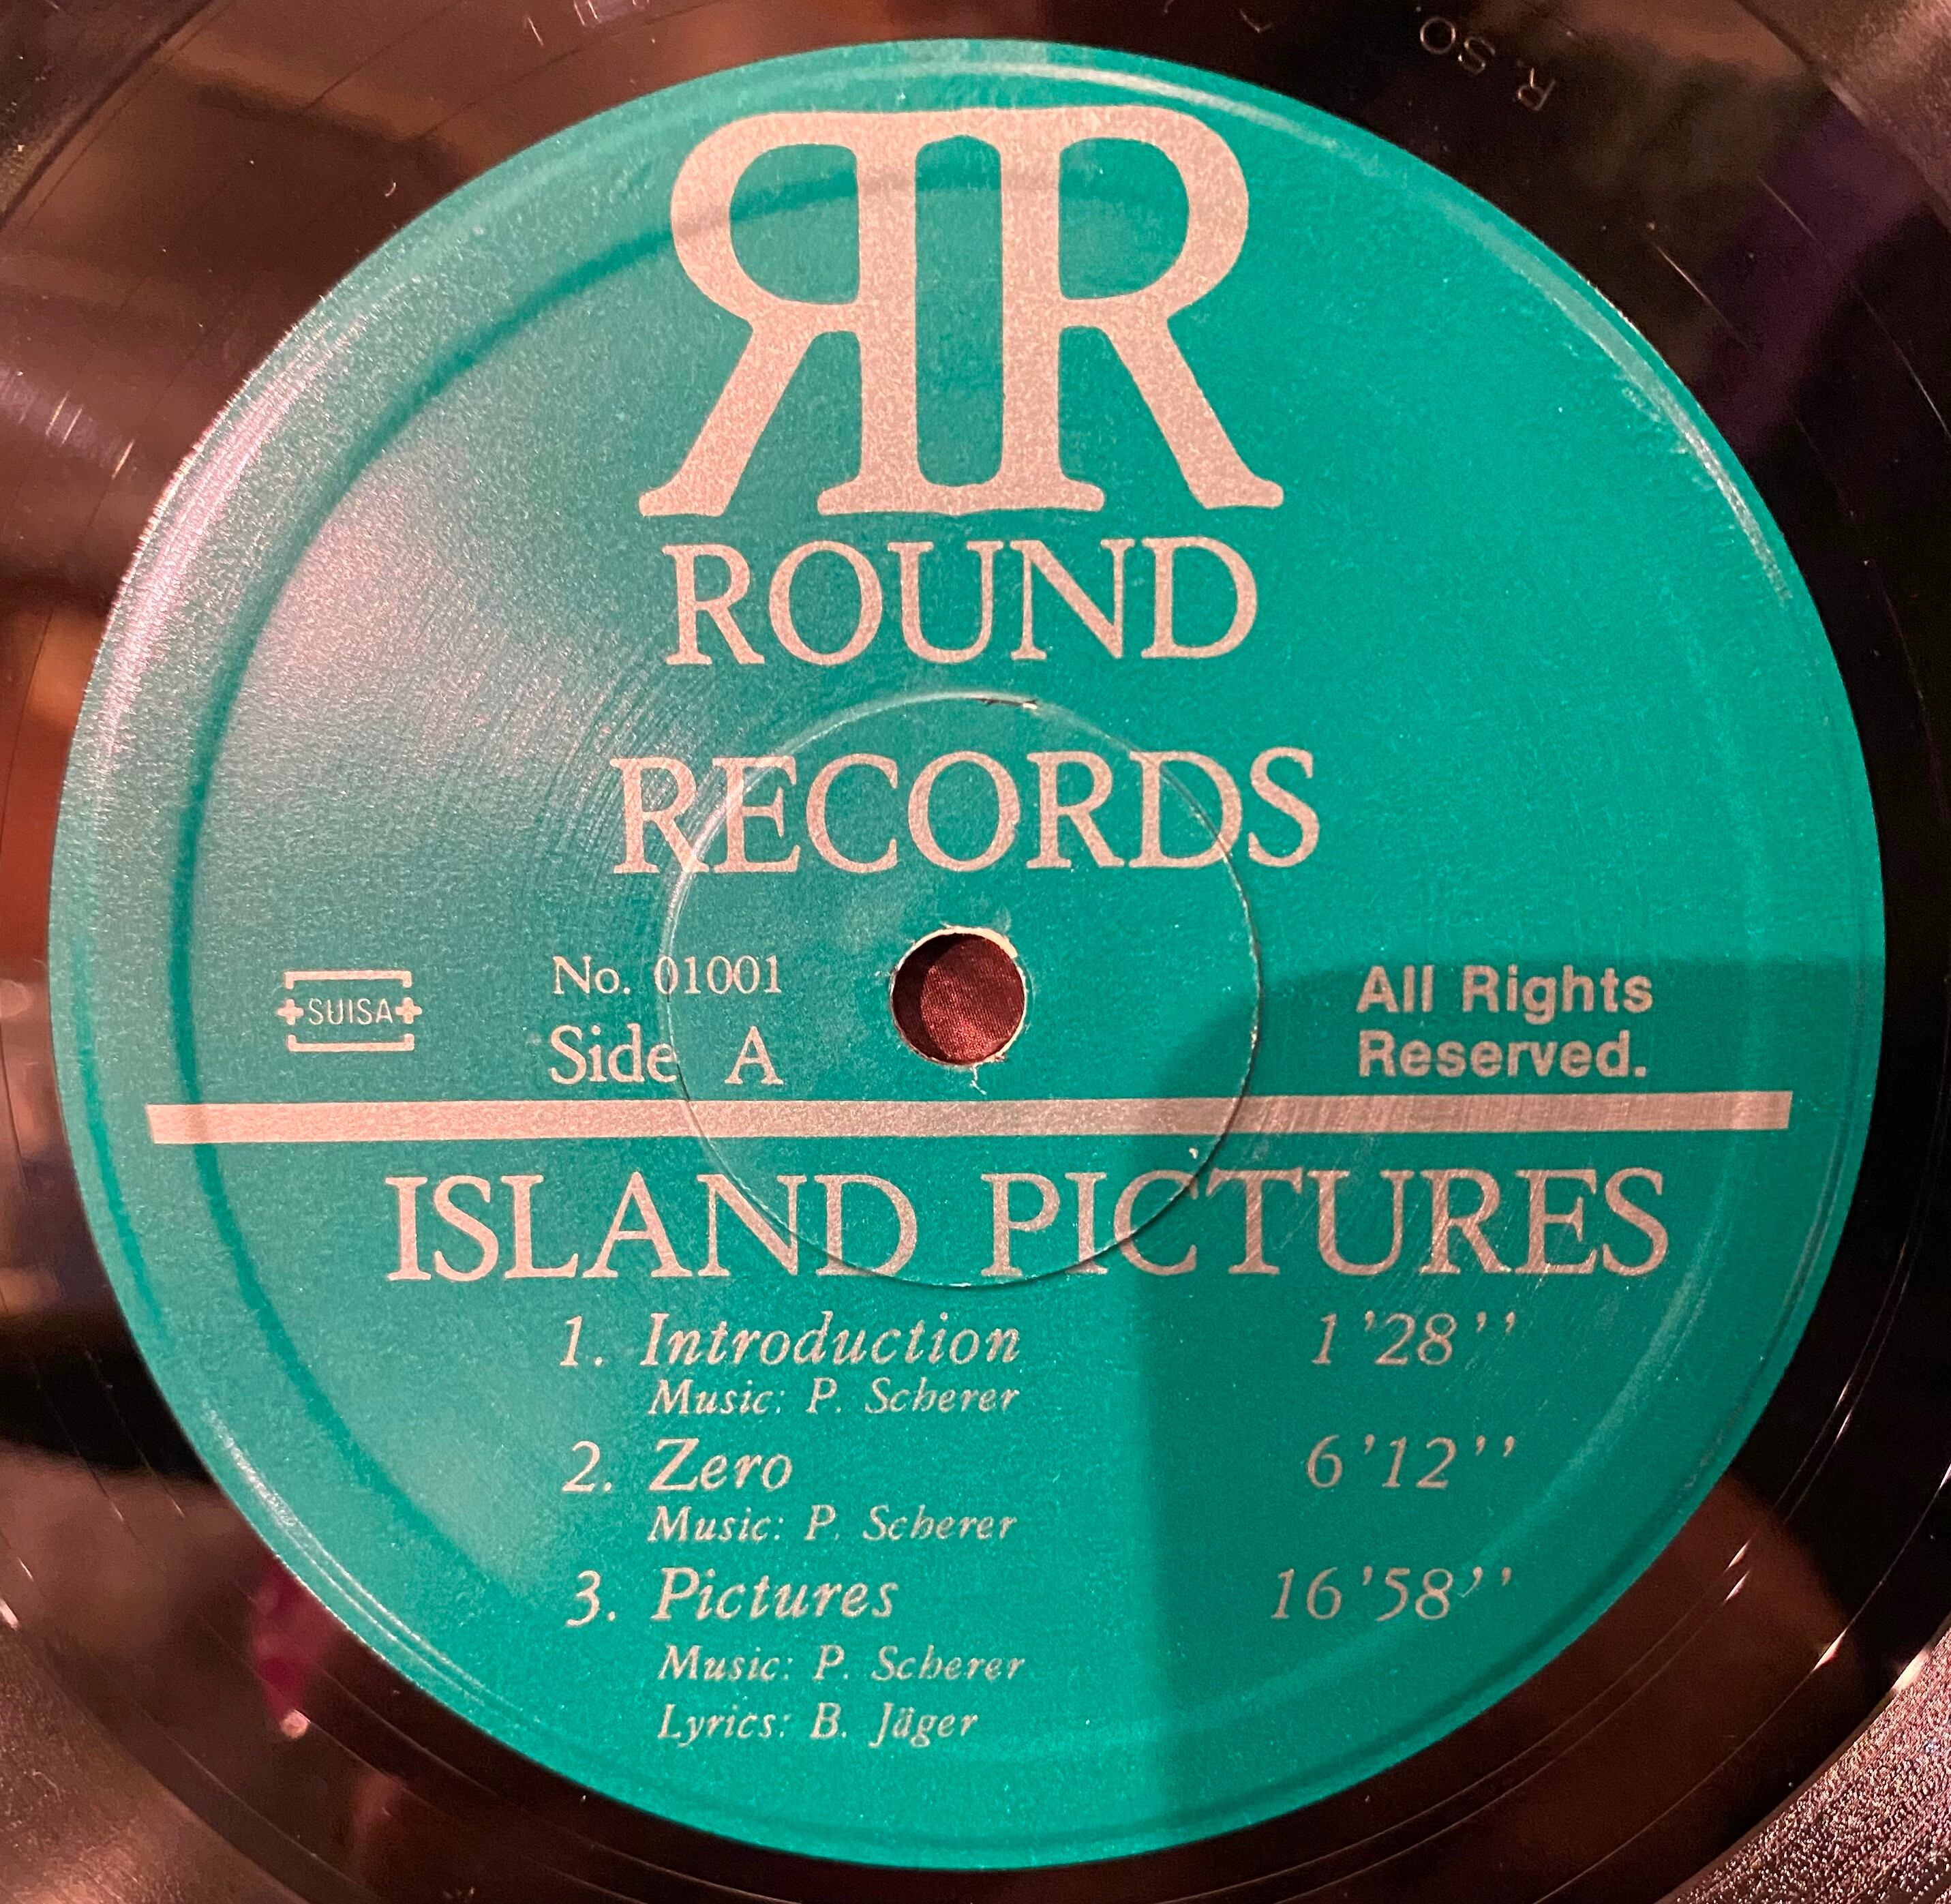 RR
ROUND
RECORDS
SUISA
No. 01001
Side A
All Rights
Reserved.
ISLAND PICTURES
1. Introduction 1'28''
Music: P. Scherer
2. Zero 6'12''
Music: P. Scherer
3. Pictures 16'58''
Music: P. Scherer
Lyrics: B. Jäger